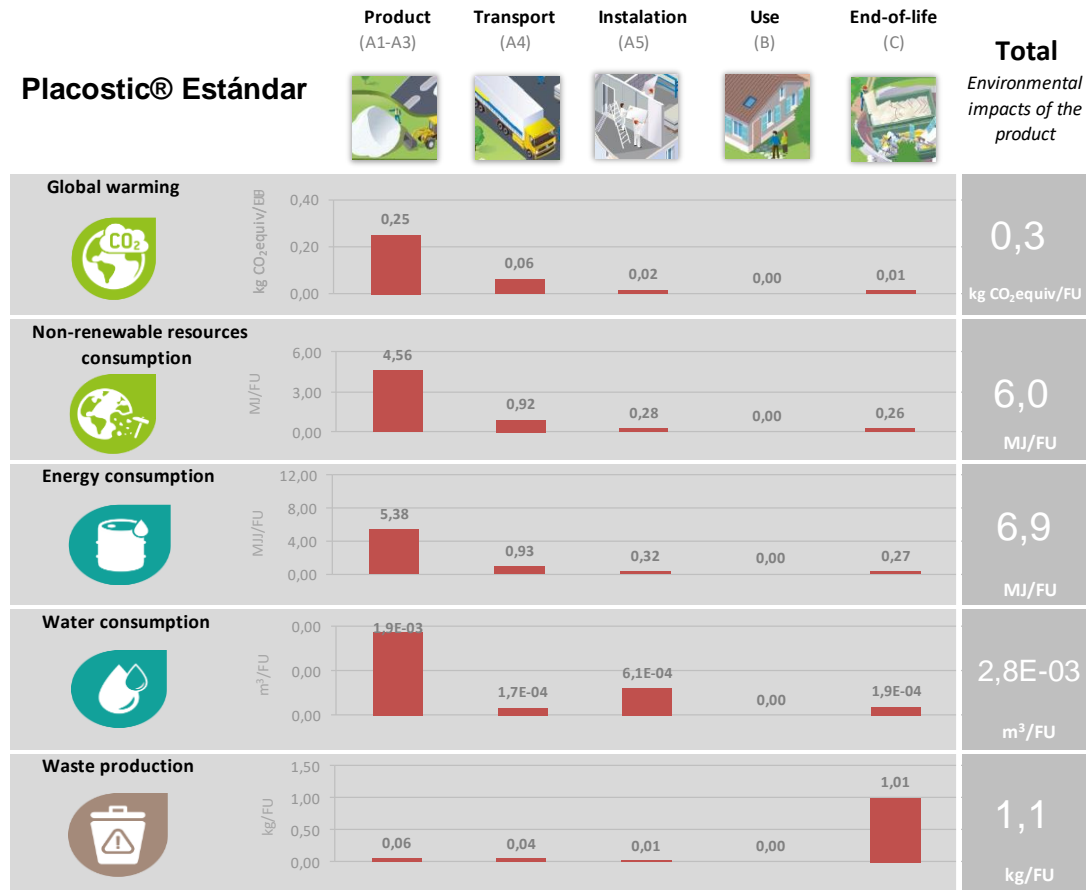 Product Transport Instalation Use End-of-life
(A1-A3) (A4) (A5) (B) (C)
Placostic® Estándar
Total
Environmental
impacts of the
product
Global warming
CO₂
kg CO₂equiv/
0,40
0,20
0,00
0,25 0,06 0,02 0,00 0,01
0,3
kg CO₂equiv/FU
Non-renewable resources
consumption
MJ/FU
6,00
3,00
0,00
4,56 0,92 0,28 0,00 0,26
6,0
MJ/FU
Energy consumption
MJJ/FU
12,00
8,00
4,00
0,00
5,38 0,93 0,32 0,00 0,27
6,9
MJ/FU
Water consumption
m³/FU
0,00
0,00
0,00
1,9E-03 1,7E-04 6,1E-04 0,00 1,9E-04
2,8E-03
m³/FU
Waste production
kg/FU
1,50
1,00
0,50
0,00
0,06 0,04 0,01 0,00 1,01
1,1
kg/FU